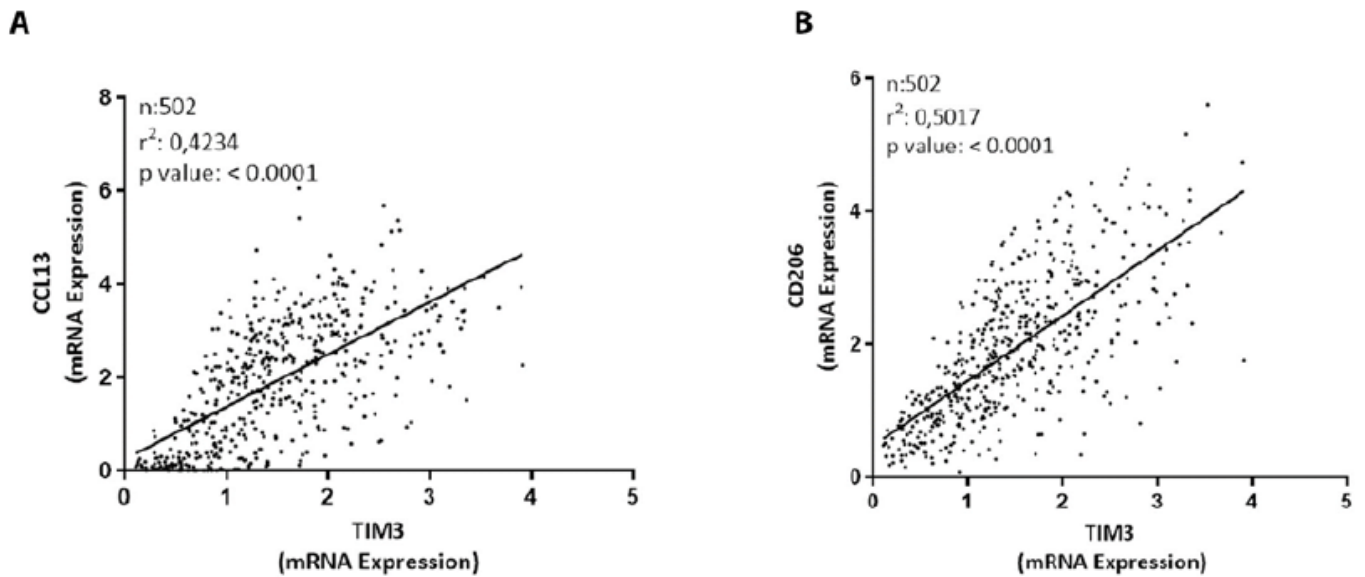 A
n:502
r²: 0,4234
p value: < 0.0001
CCL13
(mRNA Expression)
8
6
4
2
0
0 1 2 3 4 5
TIM3
(mRNA Expression)
B
n:502
r²: 0,5017
p value: < 0.0001
CD206
(mRNA Expression)
6
4
2
0
0 1 2 3 4 5
TIM3
(mRNA Expression)